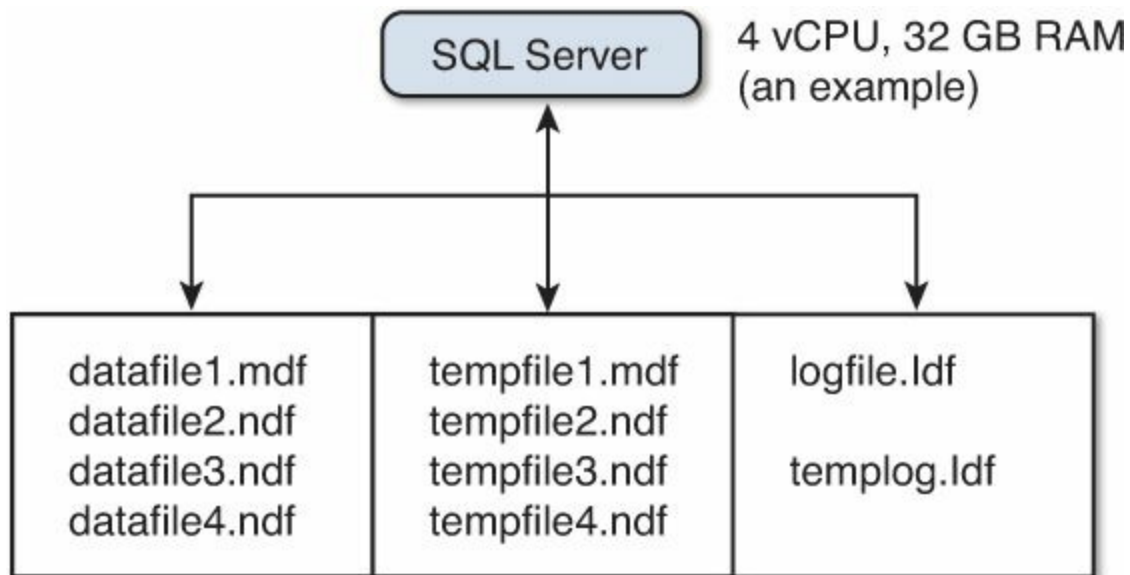 SQL Server
4 vCPU, 32 GB RAM
(an example)
datafile1.mdf
datafile2.ndf
datafile3.ndf
datafile4.ndf
tempfile1.mdf
tempfile2.ndf
tempfile3.ndf
tempfile4.ndf
logfile.ldf
templog.ldf